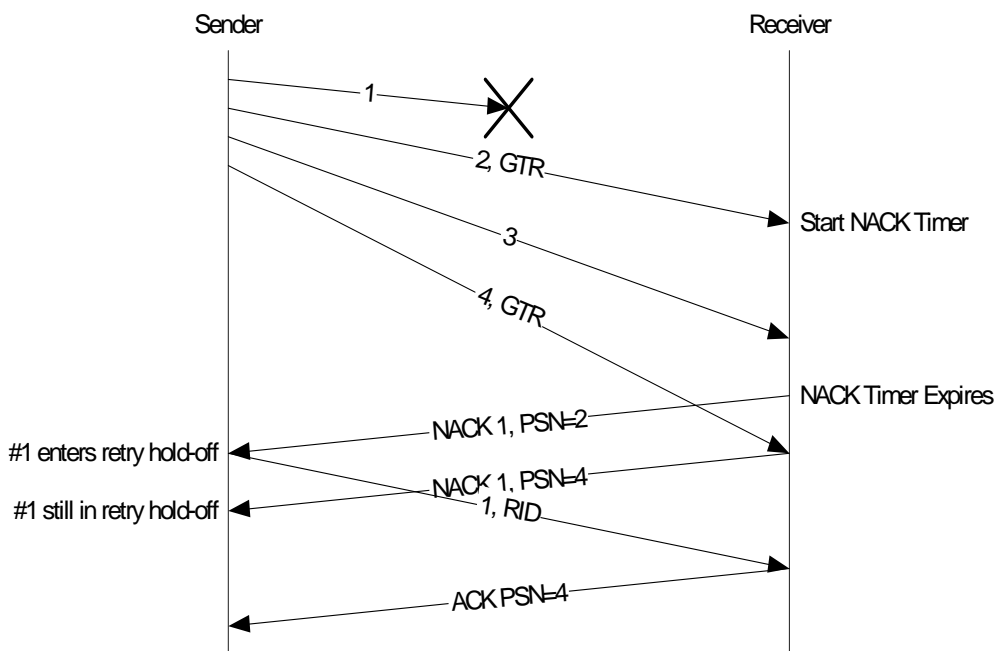 Sender
Receiver
1
2, GTR
Start NACK Timer
3
4, GTR
NACK Timer Expires
NACK 1, PSN=2
#1 enters retry hold-off
NACK 1, PSN=4
#1 still in retry hold-off
1, RID
ACK PSN=4